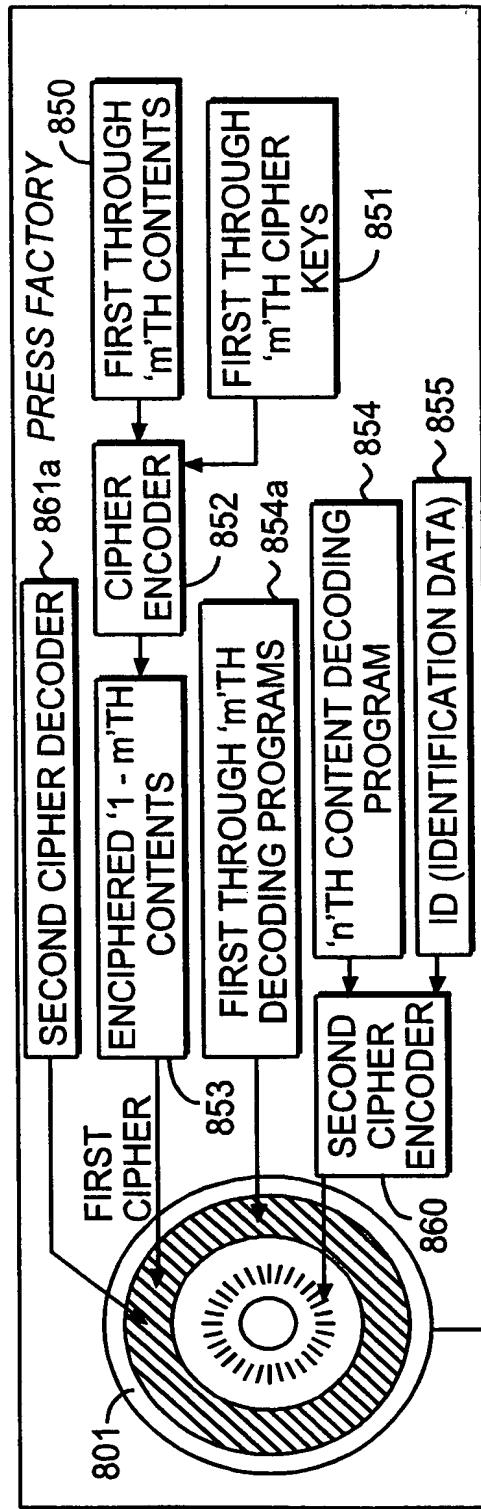 PRESS FACTORY
861a
SECOND CIPHER DECODER
850
FIRST THROUGH
'm'TH CONTENTS
FIRST THROUGH
'm'TH CIPHER
KEYS
851
CIPHER
ENCODER
852
ENCIPHERED '1 - m'TH
CONTENTS
853
FIRST
CIPHER
FIRST THROUGH 'm'TH
DECODING PROGRAMS
854a
'n'TH CONTENT DECODING
PROGRAM
854
ID (IDENTIFICATION DATA)
855
SECOND
CIPHER
ENCODER
860
801